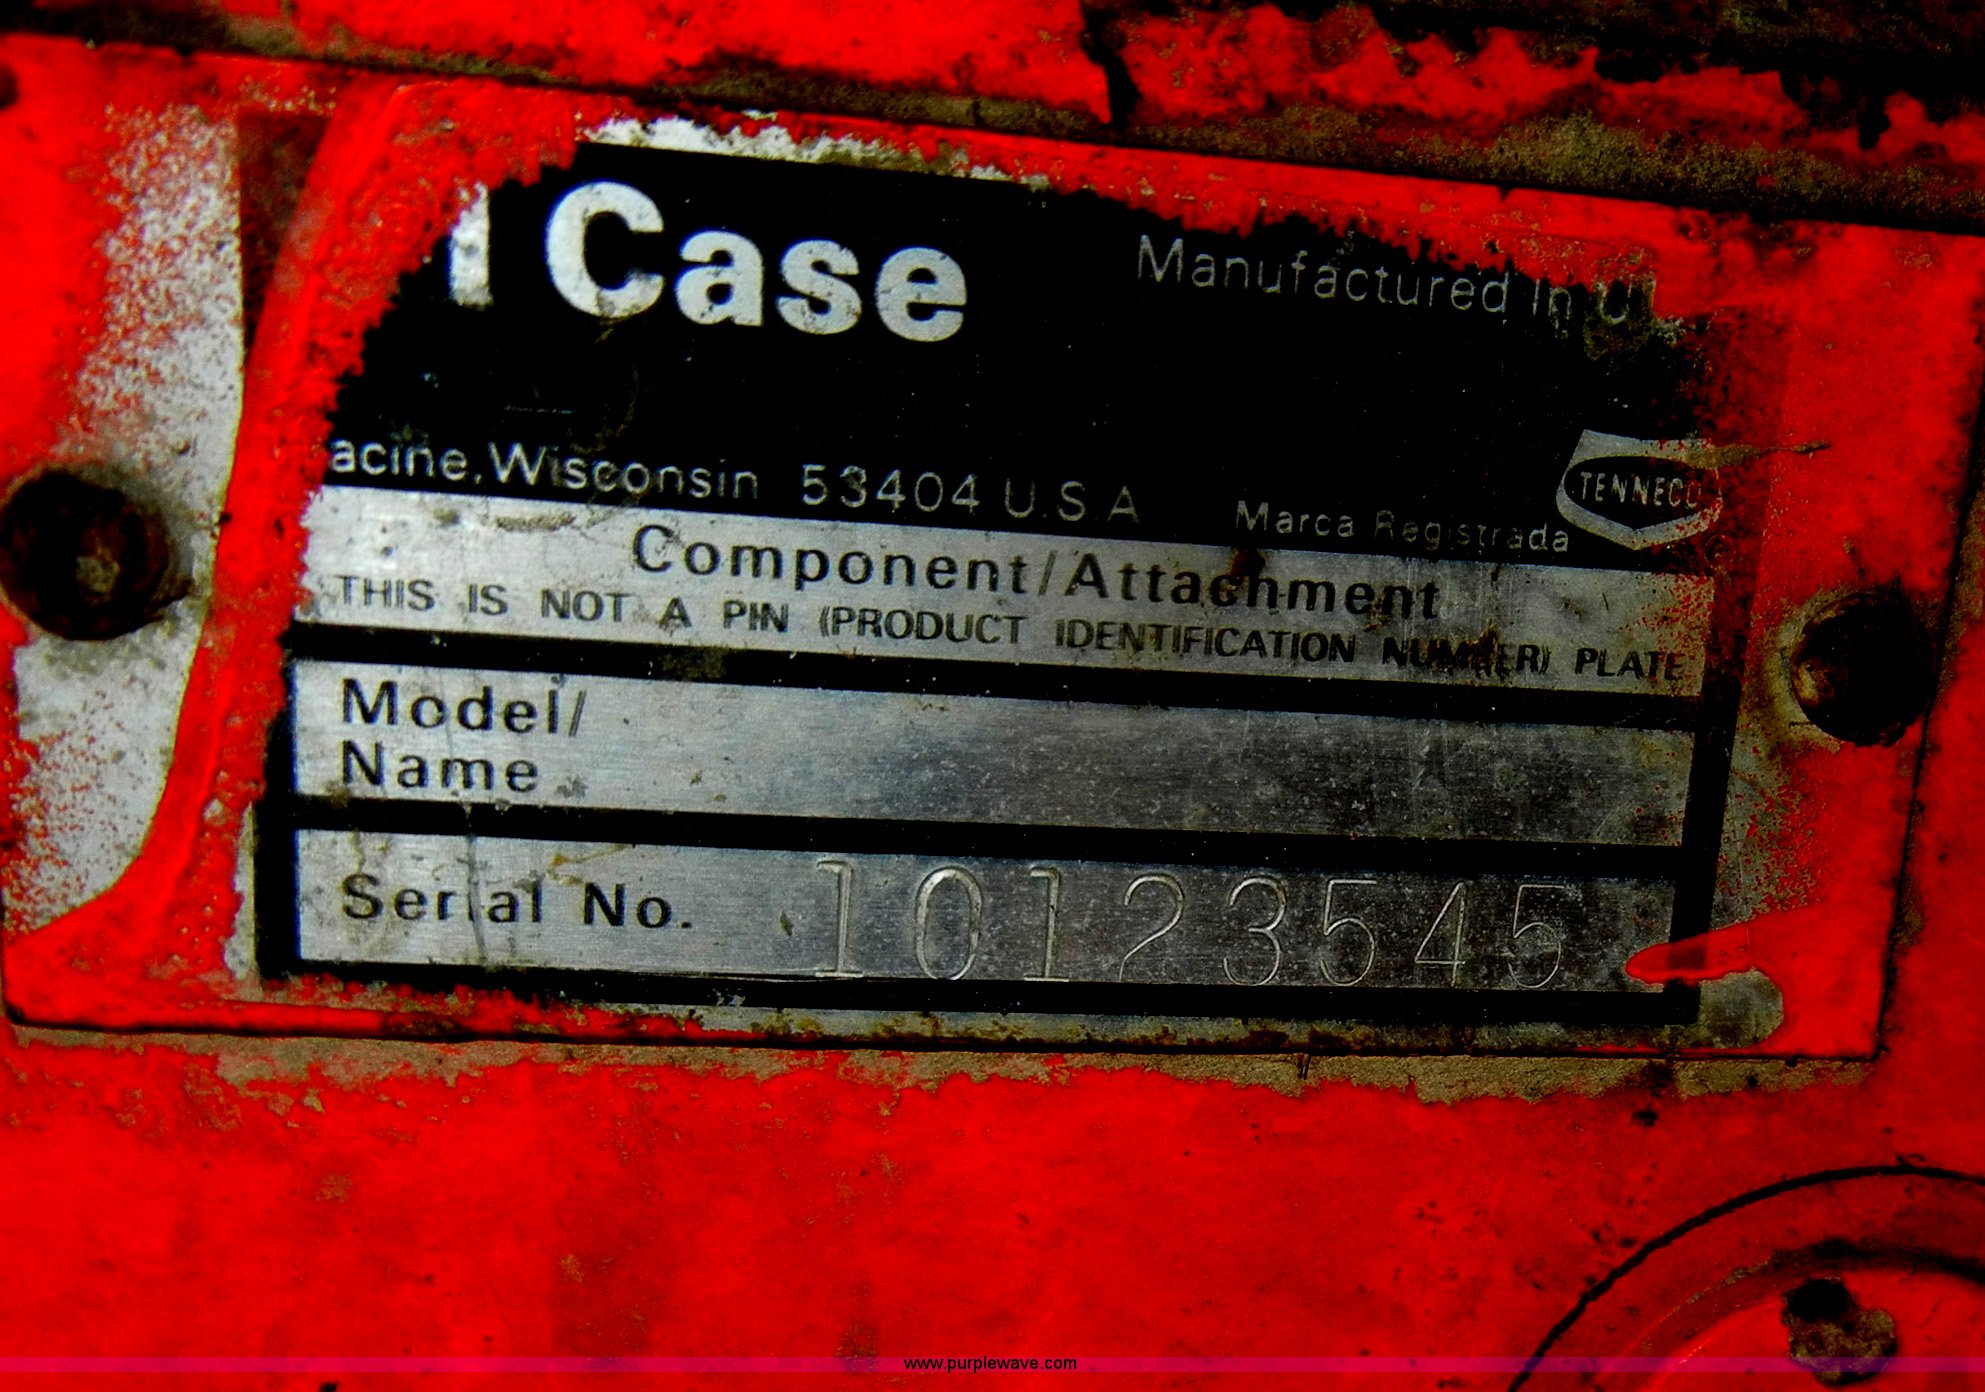 Case
Manufactured in U
acine, Wisconsin 53404 U.S.A
Marca Registrada
TENNECO
Component/Attachment
THIS IS NOT A PIN (PRODUCT IDENTIFICATION NUMBER) PLATE
Model/
Name
Serial No. 10123545
www.purplewave.com